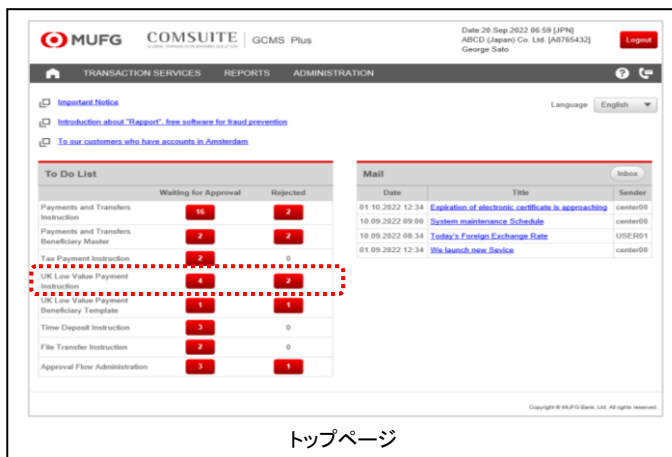 MUFG
COMSUITE GCMS Plus
GLOBAL TRANSACTION BANKING SOLUTION
Date:20.Sep.2022 06:59 [JPN]
ABCD (Japan) Co. Ltd. [A8765432]
George Sato
Logout
TRANSACTION SERVICES REPORTS ADMINISTRATION
Important Notice
Language English
Introduction about "Rapport", free software for fraud prevention
To our customers who have accounts in Amsterdam
To Do List
Waiting for Approval Rejected
Payments and Transfers Instruction 16 2
Payments and Transfers Beneficiary Master 2 2
Tax Payment Instruction 2 0
UK Low Value Payment Instruction 4 2
UK Low Value Payment Beneficiary Template 1 1
Time Deposit Instruction 3 0
File Transfer Instruction 2 0
Approval Flow Administration 3 1
Mail Inbox
Date Title Sender
01.10.2022 12:34 Expiration of electronic certificate is approaching center00
10.09.2022 09:00 System maintenance Schedule center00
10.09.2022 08:34 Today's Foreign Exchange Rate USER01
01.09.2022 12:34 We launch new Sevice center00
Copyright © MUFG Bank, Ltd. All rights reserved.
トップページ